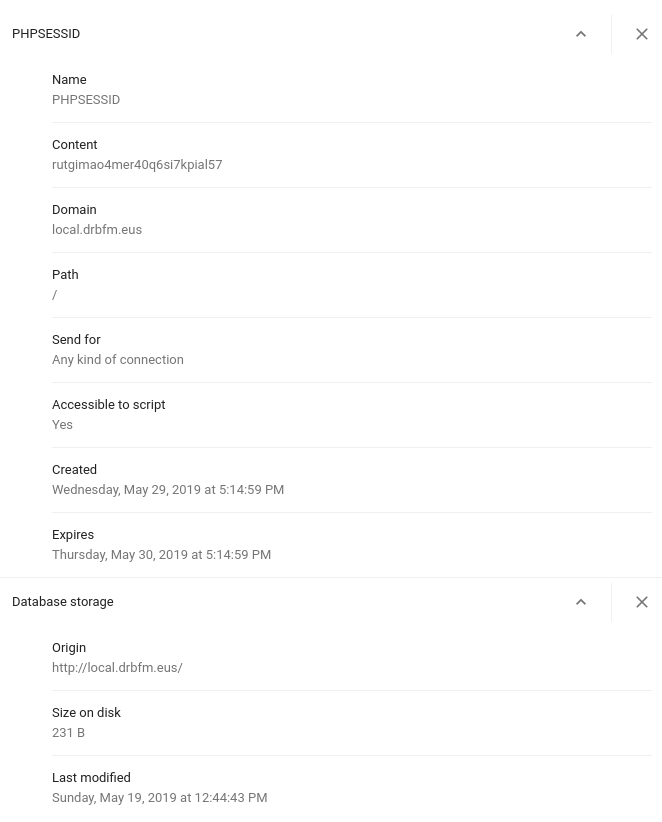 PHPSESSID
Name
PHPSESSID
Content
rutgimao4mer40q6si7kpial57
Domain
local.drbfm.eus
Path
/
Send for
Any kind of connection
Accessible to script
Yes
Created
Wednesday, May 29, 2019 at 5:14:59 PM
Expires
Thursday, May 30, 2019 at 5:14:59 PM
Database storage
Origin
http://local.drbfm.eus/
Size on disk
231 B
Last modified
Sunday, May 19, 2019 at 12:44:43 PM